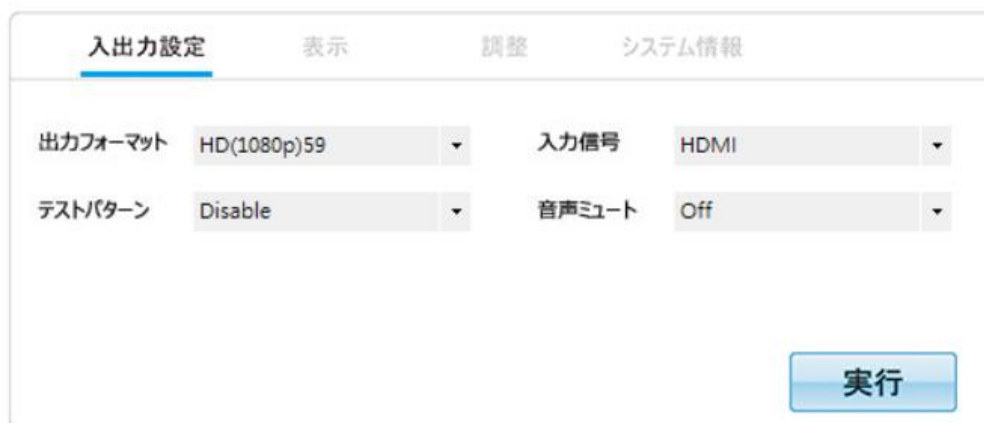 入出力設定 表示 調整 システム情報
出力フォーマット HD(1080p)59 入力信号 HDMI
テストパターン Disable 音声ミュート Off
実行